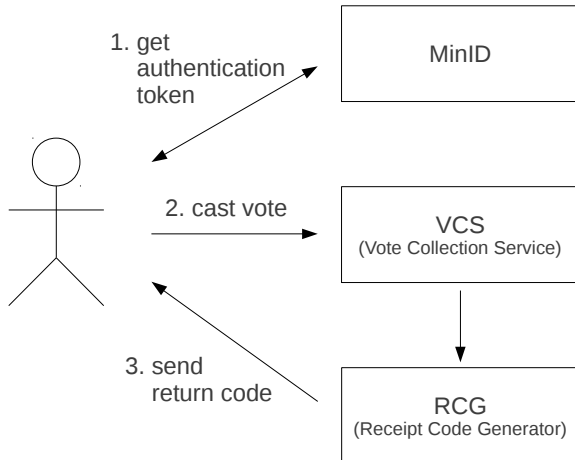 1. get
authentication
token
MinID
2. cast vote
VCS
(Vote Collection Service)
3. send
return code
RCG
(Receipt Code Generator)